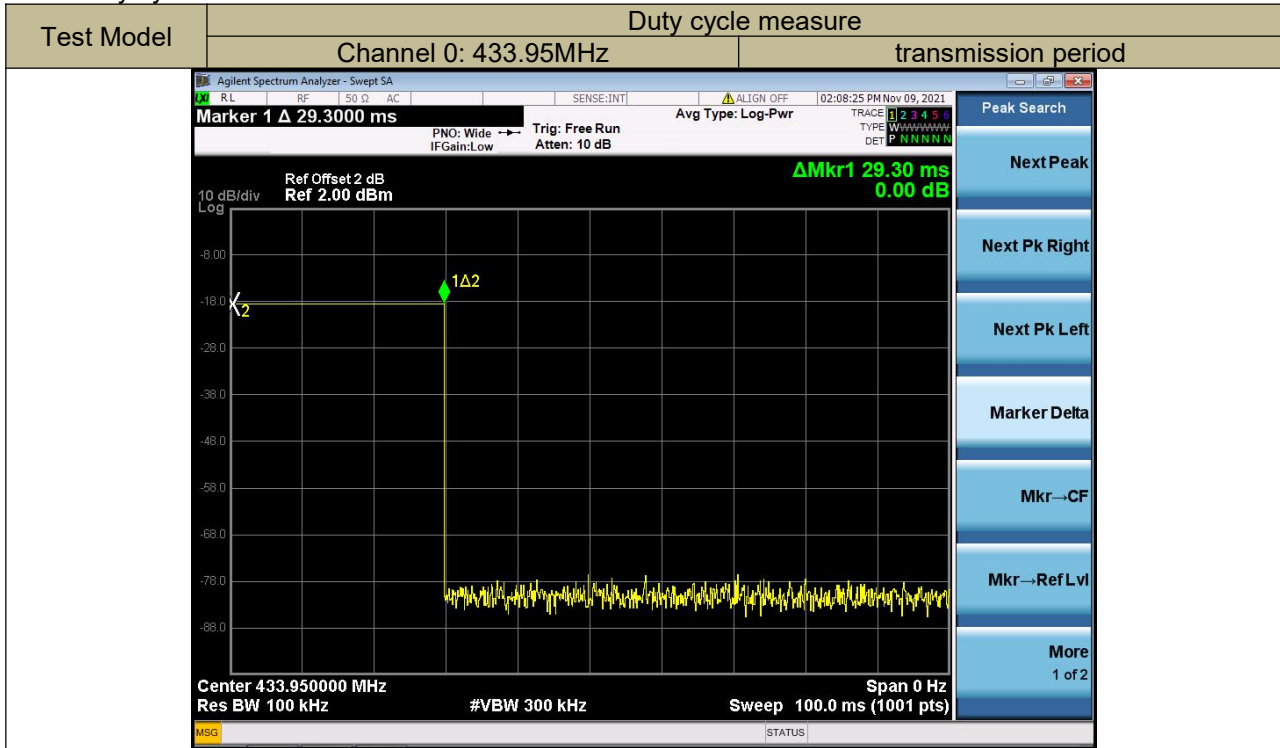 Test Model
Duty cycle measure
Channel 0: 433.95MHz
transmission period
Agilent Spectrum Analyzer - Swept SA
LXI RL RF 50 Ω AC SENSE:INT ALIGN OFF 02:08:25 PM Nov 09, 2021
Marker 1 Δ 29.3000 ms
PNO: Wide
IFGain:Low
Trig: Free Run
Atten: 10 dB
Avg Type: Log-Pwr
TRACE 1 2 3 4 5 6
TYPE WWWWWW
DET P N N N N N
Peak Search
ΔMkr1 29.30 ms
0.00 dB
Ref Offset 2 dB
10 dB/div Ref 2.00 dBm
Log
-8.00
1Δ2
-18.0
2
-28.0
-38.0
-48.0
-58.0
-68.0
-78.0
-88.0
Center 433.950000 MHz Span 0 Hz
Res BW 100 kHz #VBW 300 kHz Sweep 100.0 ms (1001 pts)
MSG STATUS
Next Peak
Next Pk Right
Next Pk Left
Marker Delta
Mkr→CF
Mkr→Ref Lvl
More
1 of 2